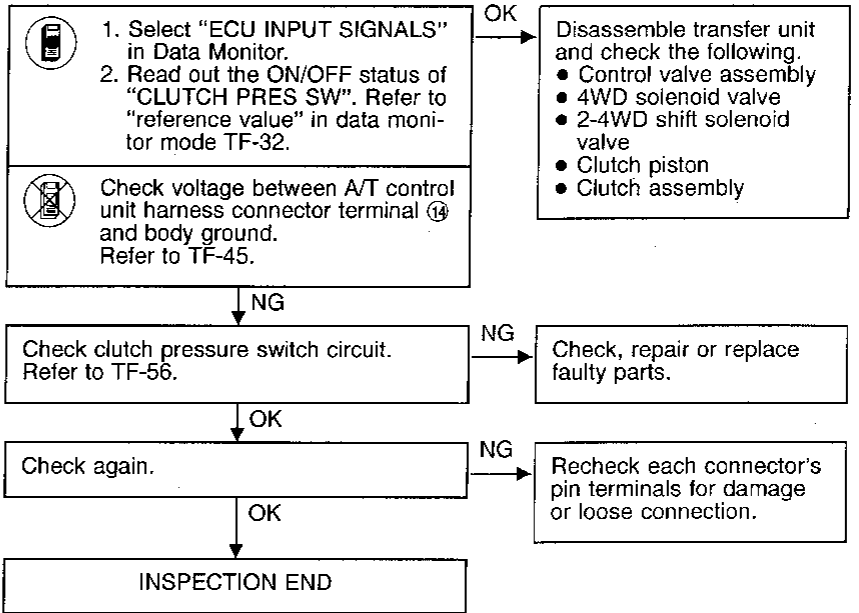 1. Select “ECU INPUT SIGNALS”
in Data Monitor.
2. Read out the ON/OFF status of
“CLUTCH PRES SW”. Refer to
“reference value” in data moni-
tor mode TF-32.
OK
Disassemble transfer unit
and check the following.
● Control valve assembly
● 4WD solenoid valve
● 2-4WD shift solenoid
valve
● Clutch piston
● Clutch assembly
Check voltage between A/T control
unit harness connector terminal ⑭
and body ground.
Refer to TF-45.
NG
Check clutch pressure switch circuit.
Refer to TF-56.
NG
Check, repair or replace
faulty parts.
OK
Check again.
NG
Recheck each connector’s
pin terminals for damage
or loose connection.
OK
INSPECTION END